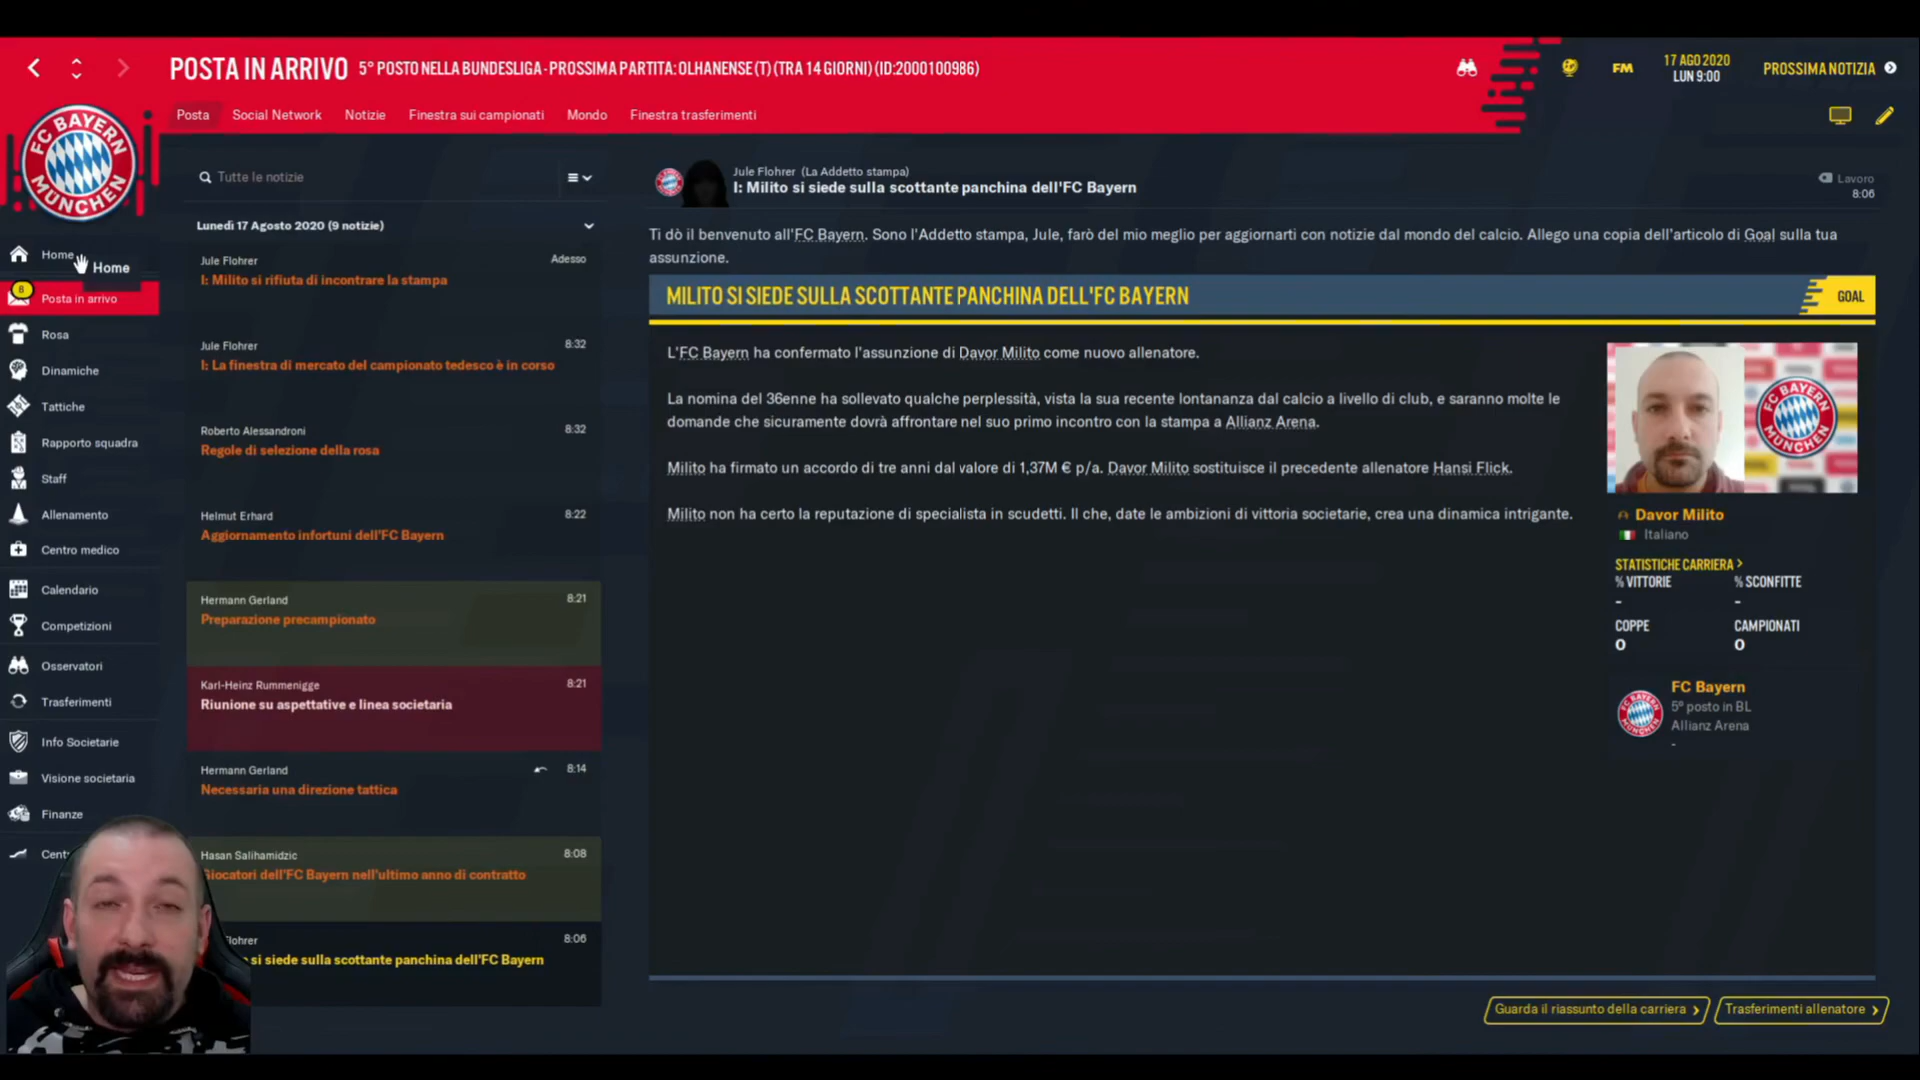 POSTA IN ARRIVO
5° POSTO NELLA BUNDESLIGA - PROSSIMA PARTITA: OLHANENSE (T) (TRA 14 GIORNI) (ID:2000100986)
FM
17 AGO 2020
LUN 9:00
PROSSIMA NOTIZIA
Posta
Social Network
Notizie
Finestra sui campionati
Mondo
Finestra trasferimenti
FC BAYERN
MÜNCHEN
Home
Home
8
Posta in arrivo
Rosa
Dinamiche
Tattiche
Rapporto squadra
Staff
Allenamento
Centro medico
Calendario
Competizioni
Osservatori
Trasferimenti
Info Societarie
Visione societaria
Finanze
Tutte le notizie
Lunedì 17 Agosto 2020 (9 notizie)
Jule Flohrer
Adesso
I: Milito si rifiuta di incontrare la stampa
Jule Flohrer
8:32
I: La finestra di mercato del campionato tedesco è in corso
Roberto Alessandroni
8:32
Regole di selezione della rosa
Helmut Erhard
8:22
Aggiornamento infortuni dell'FC Bayern
Hermann Gerland
8:21
Preparazione precampionato
Karl-Heinz Rummenigge
8:21
Riunione su aspettative e linea societaria
Hermann Gerland
8:14
Necessaria una direzione tattica
Hasan Salihamidzic
8:08
Giocatori dell'FC Bayern nell'ultimo anno di contratto
8:06
si siede sulla scottante panchina dell'FC Bayern
Jule Flohrer (La Addetto stampa)
I: Milito si siede sulla scottante panchina dell'FC Bayern
Lavoro
8:06
Ti dò il benvenuto all'FC Bayern. Sono l'Addetto stampa, Jule, farò del mio meglio per aggiornarti con notizie dal mondo del calcio. Allego una copia dell'articolo di Goal sulla tua
assunzione.
MILITO SI SIEDE SULLA SCOTTANTE PANCHINA DELL'FC BAYERN
GOAL
L'FC Bayern ha confermato l'assunzione di Davor Milito come nuovo allenatore.
La nomina del 36enne ha sollevato qualche perplessità, vista la sua recente lontananza dal calcio a livello di club, e saranno molte le
domande che sicuramente dovrà affrontare nel suo primo incontro con la stampa a Allianz Arena.
Milito ha firmato un accordo di tre anni dal valore di 1,37M € p/a. Davor Milito sostituisce il precedente allenatore Hansi Flick.
Milito non ha certo la reputazione di specialista in scudetti. Il che, date le ambizioni di vittoria societarie, crea una dinamica intrigante.
FC BAYERN
MÜNCHEN
Davor Milito
Italiano
STATISTICHE CARRIERA >
% VITTORIE
% SCONFITTE
-
-
COPPE
CAMPIONATI
0
0
FC Bayern
5° posto in BL
Allianz Arena
-
Guarda il riassunto della carriera >
Trasferimenti allenatore >